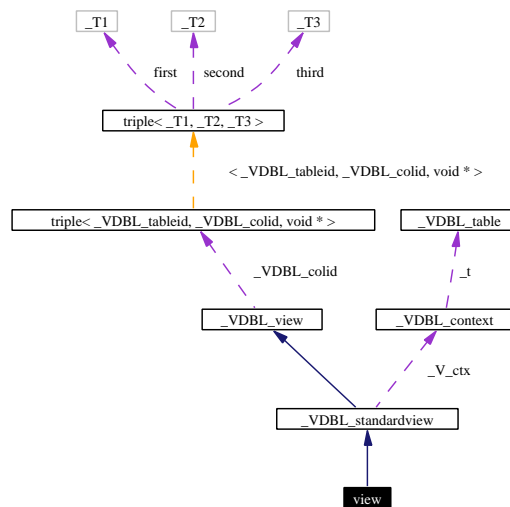 _T1 _T2 _T3
first second third
triple< _T1, _T2, _T3 >
< _VDBL_tableid, _VDBL_colid, void * >
triple< _VDBL_tableid, _VDBL_colid, void * > _VDBL_table
_VDBL_colid _t
_VDBL_view _VDBL_context
_V_ctx
_VDBL_standardview
view